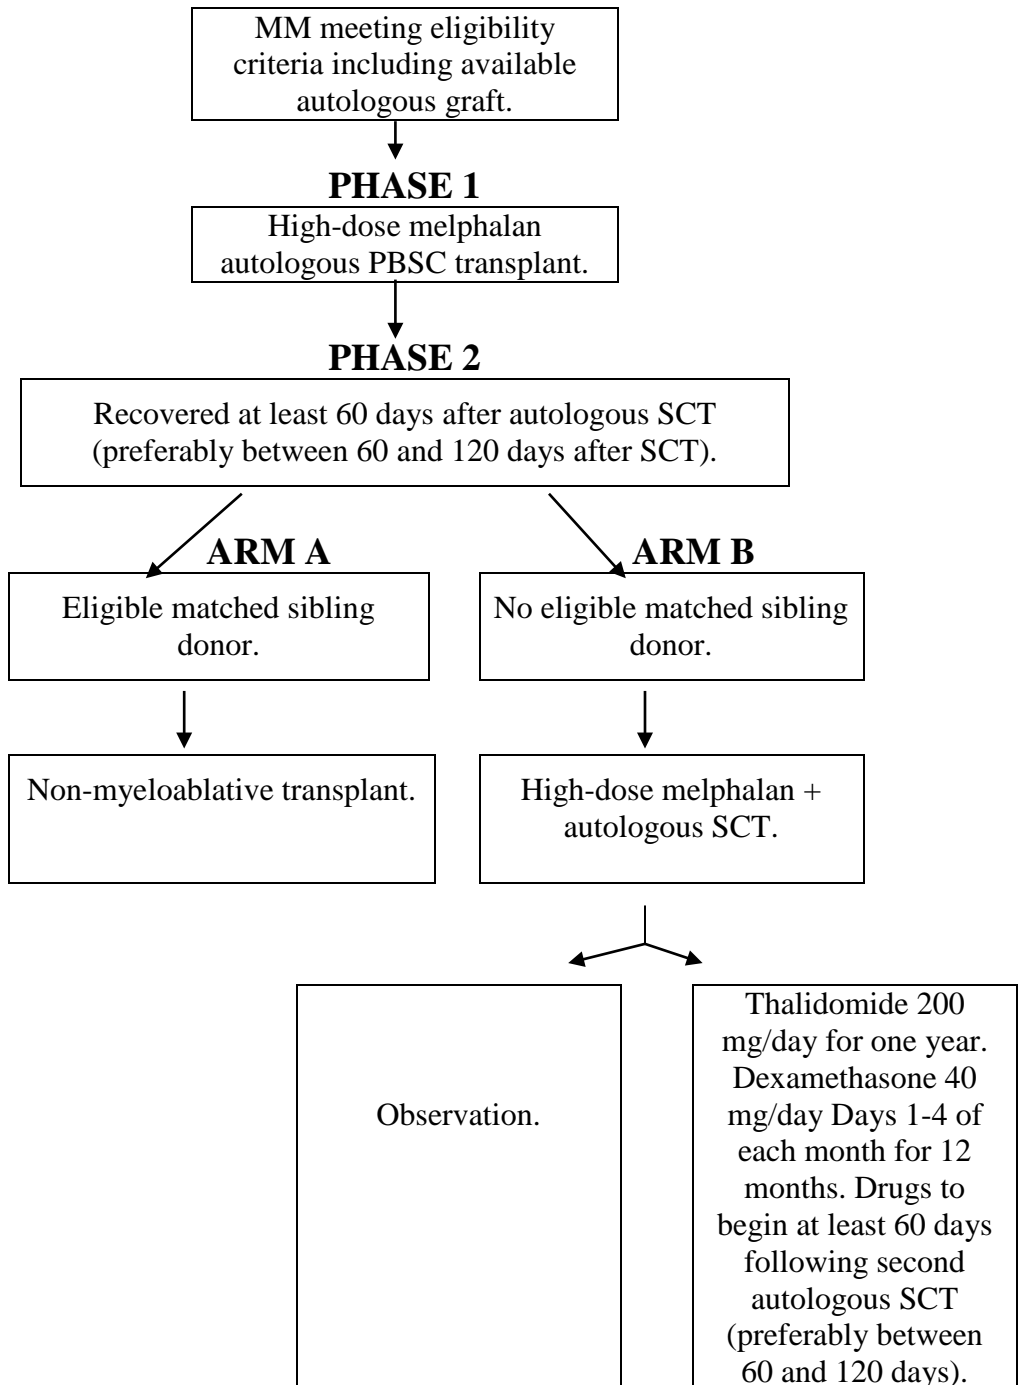 MM meeting eligibility
criteria including available
autologous graft.
PHASE 1
High-dose melphalan
autologous PBSC transplant.
PHASE 2
Recovered at least 60 days after autologous SCT
(preferably between 60 and 120 days after SCT).
ARM A
Eligible matched sibling
donor.
Non-myeloablative transplant.
ARM B
No eligible matched sibling
donor.
High-dose melphalan +
autologous SCT.
Observation.
Thalidomide 200
mg/day for one year.
Dexamethasone 40
mg/day Days 1-4 of
each month for 12
months. Drugs to
begin at least 60 days
following second
autologous SCT
(preferably between
60 and 120 days).